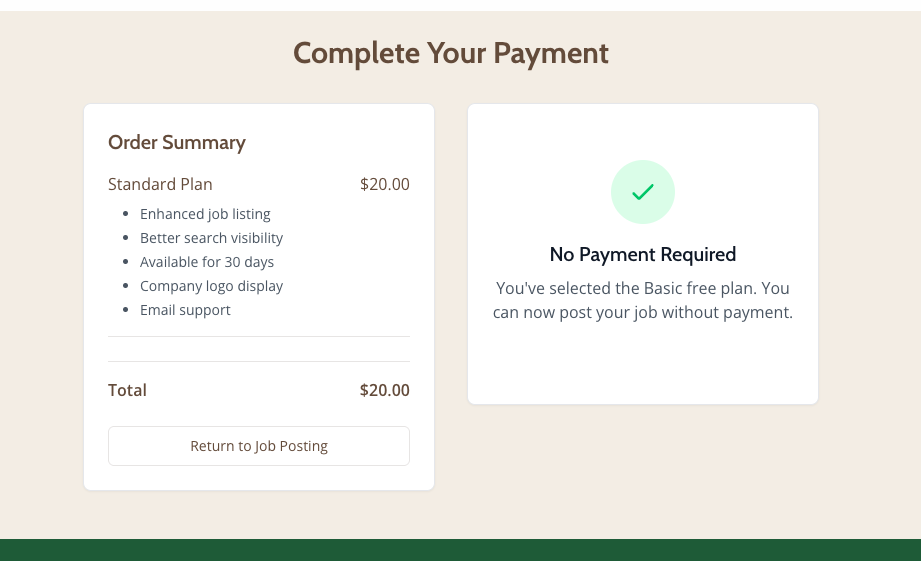 Complete Your Payment
Order Summary
Standard Plan $20.00
Enhanced job listing
Better search visibility
Available for 30 days
Company logo display
Email support
Total $20.00
Return to Job Posting
No Payment Required
You've selected the Basic free plan. You
can now post your job without payment.